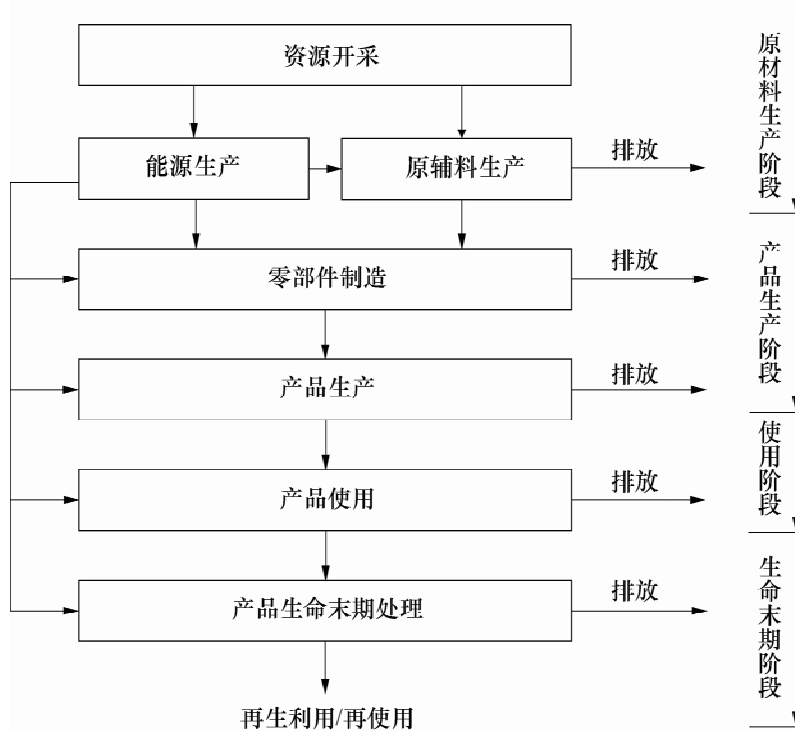 资源开采
能源生产
原辅料生产
排放
零部件制造
排放
产品生产
排放
产品使用
排放
产品生命末期处理
排放
再生利用/再使用
原材料生产阶段
产品生产阶段
使用阶段
生命末期阶段